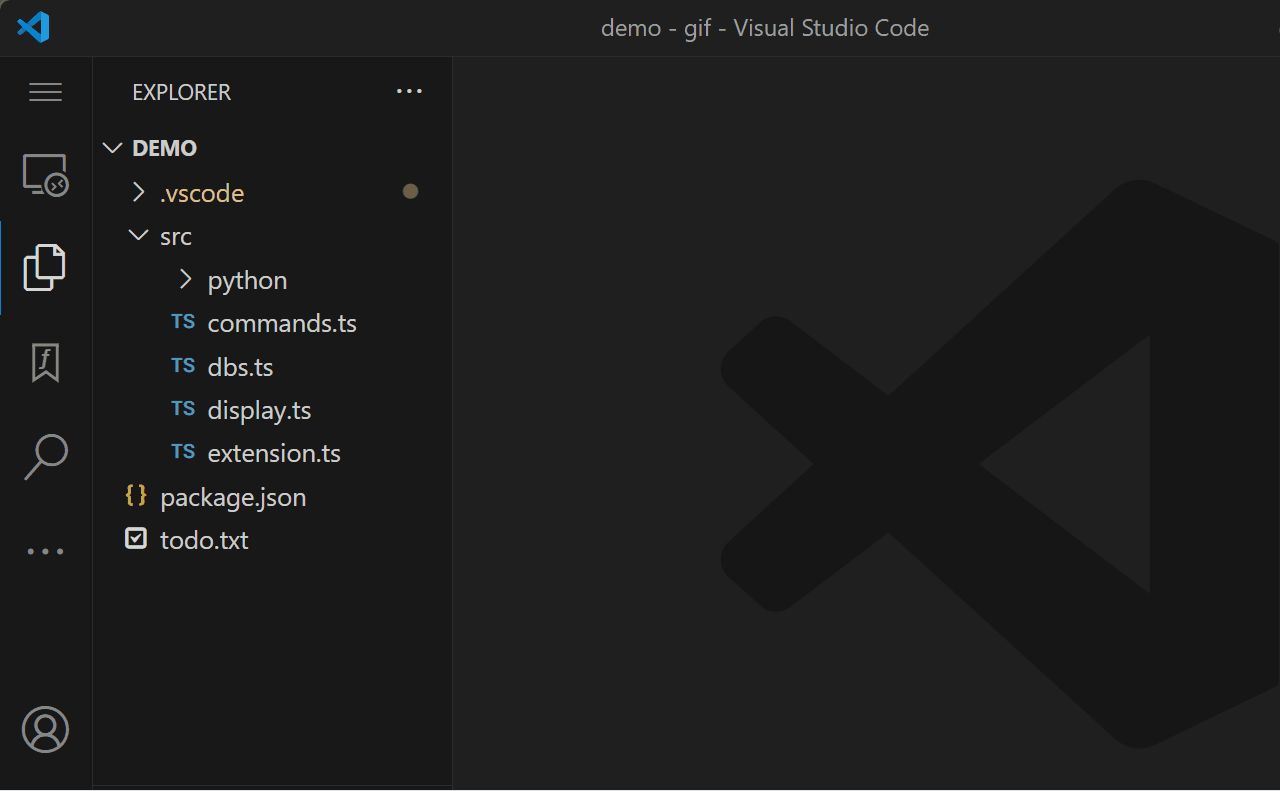 demo - gif - Visual Studio Code
EXPLORER
DEMO
.vscode
src
python
TS commands.ts
TS dbs.ts
TS display.ts
TS extension.ts
{} package.json
todo.txt